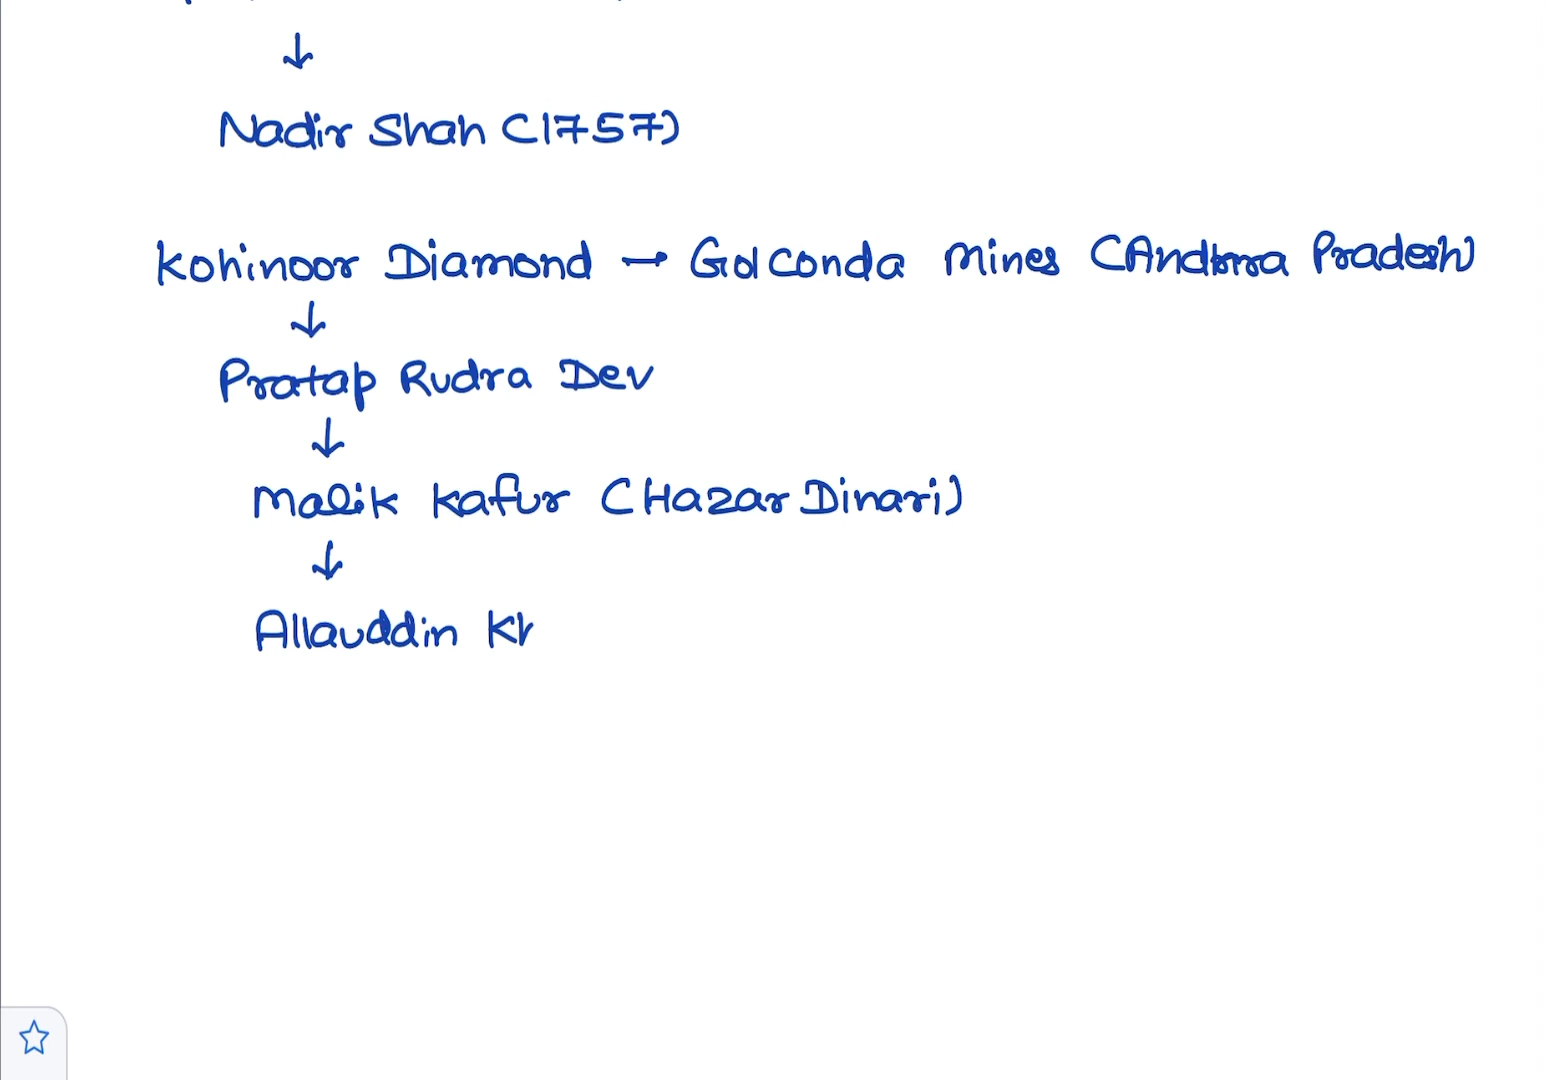 ↓
Nadir Shah (1757)
Kohinoor Diamond → Golconda Mines (Andhra Pradesh)
↓
Pratap Rudra Dev
↓
Malik Kafur (Hazar Dinari)
↓
Allauddin Kh